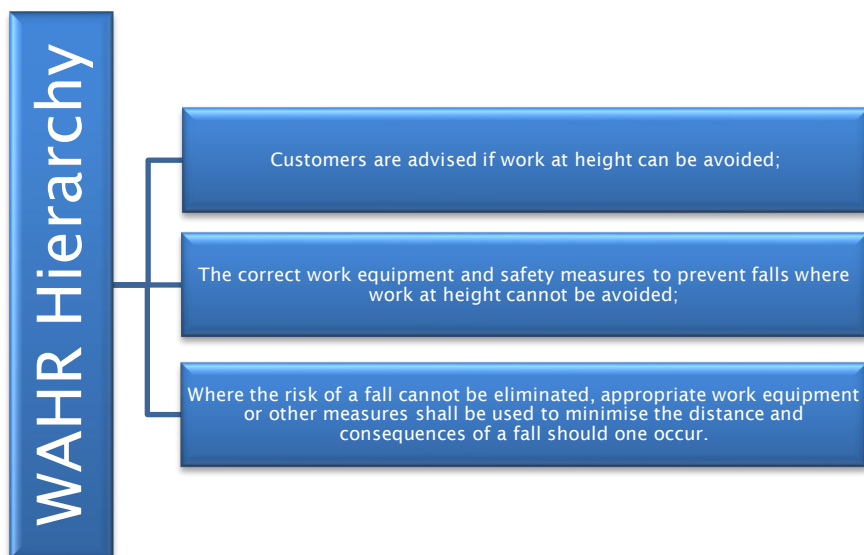 WAHR Hierarchy
Customers are advised if work at height can be avoided;
The correct work equipment and safety measures to prevent falls where
work at height cannot be avoided;
Where the risk of a fall cannot be eliminated, appropriate work equipment
or other measures shall be used to minimise the distance and
consequences of a fall should one occur.